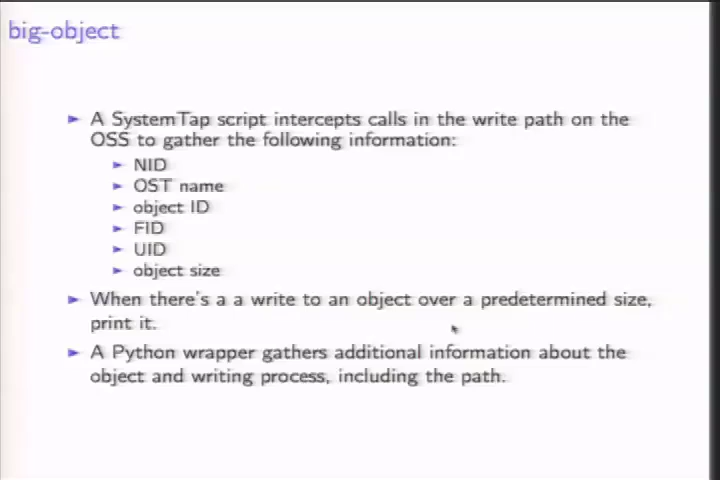 big-object
A SystemTap script intercepts calls in the write path on the
OSS to gather the following information:
NID
OST name
object ID
FID
UID
object size
When there's a a write to an object over a predetermined size,
print it.
A Python wrapper gathers additional information about the
object and writing process, including the path.